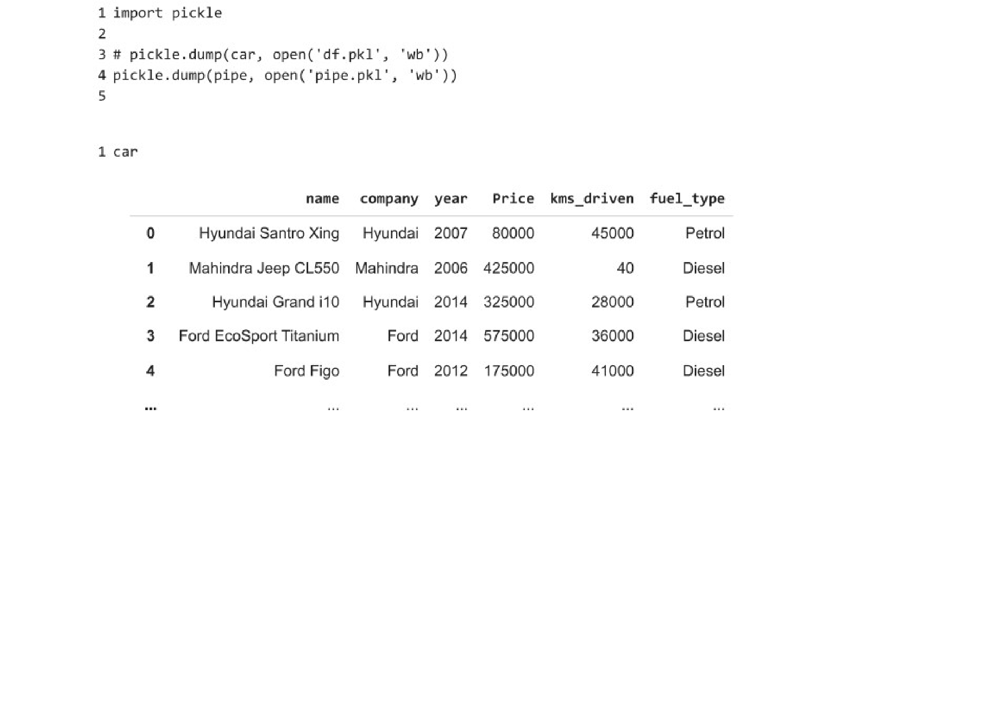 1 import pickle
2
3 # pickle.dump(car, open('df.pkl', 'wb'))
4 pickle.dump(pipe, open('pipe.pkl', 'wb'))
5
1 car
name company year Price kms_driven fuel_type
0 Hyundai Santro Xing Hyundai 2007 80000 45000 Petrol
1 Mahindra Jeep CL550 Mahindra 2006 425000 40 Diesel
2 Hyundai Grand i10 Hyundai 2014 325000 28000 Petrol
3 Ford EcoSport Titanium Ford 2014 575000 36000 Diesel
4 Ford Figo Ford 2012 175000 41000 Diesel
... ... ... ... ... ... ...